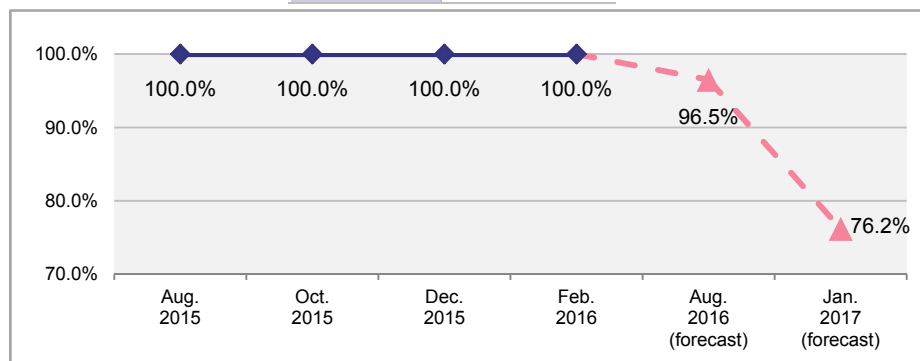 100.0%
100.0% 100.0% 100.0% 100.0%
96.5%
90.0%
80.0%
76.2%
70.0%
Aug. Oct. Dec. Feb. Aug. Jan.
2015 2015 2015 2016 2016 2017
(forecast) (forecast)